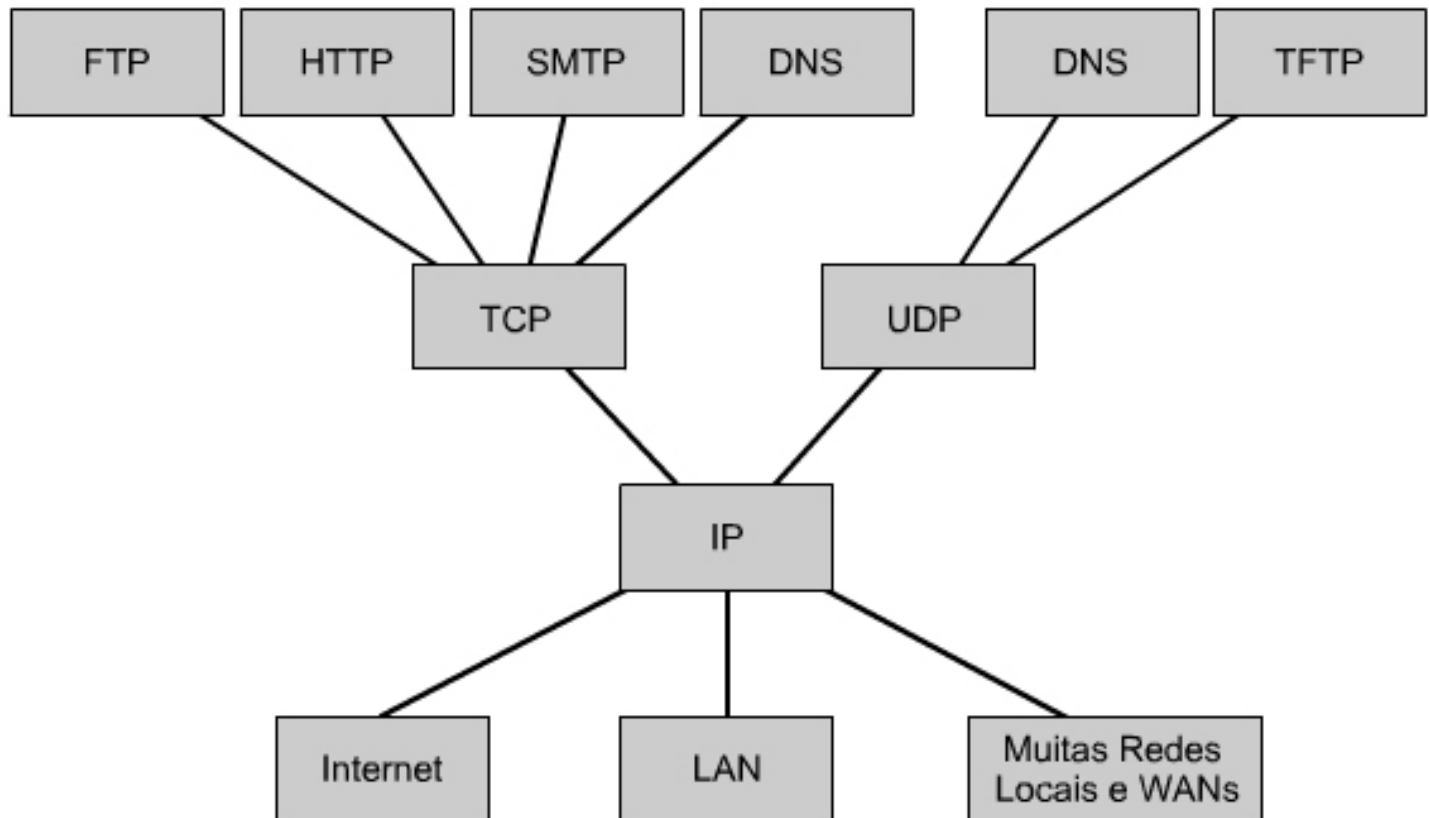 FTP
HTTP
SMTP
DNS
DNS
TFTP
TCP
UDP
IP
Internet
LAN
Muitas Redes
Locais e WANs